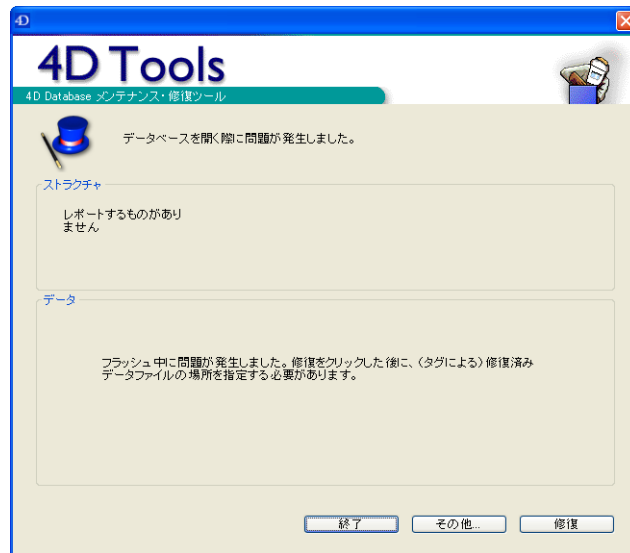 4D
4D Tools
4D Database メンテナンス・修復ツール
データベースを開く際に問題が発生しました。
ストラクチャ
レポートするものがあり
ません
データ
フラッシュ中に問題が発生しました。修復をクリックした後に、(タグによる)修復済み
データファイルの場所を指定する必要があります。
終了
その他...
修復